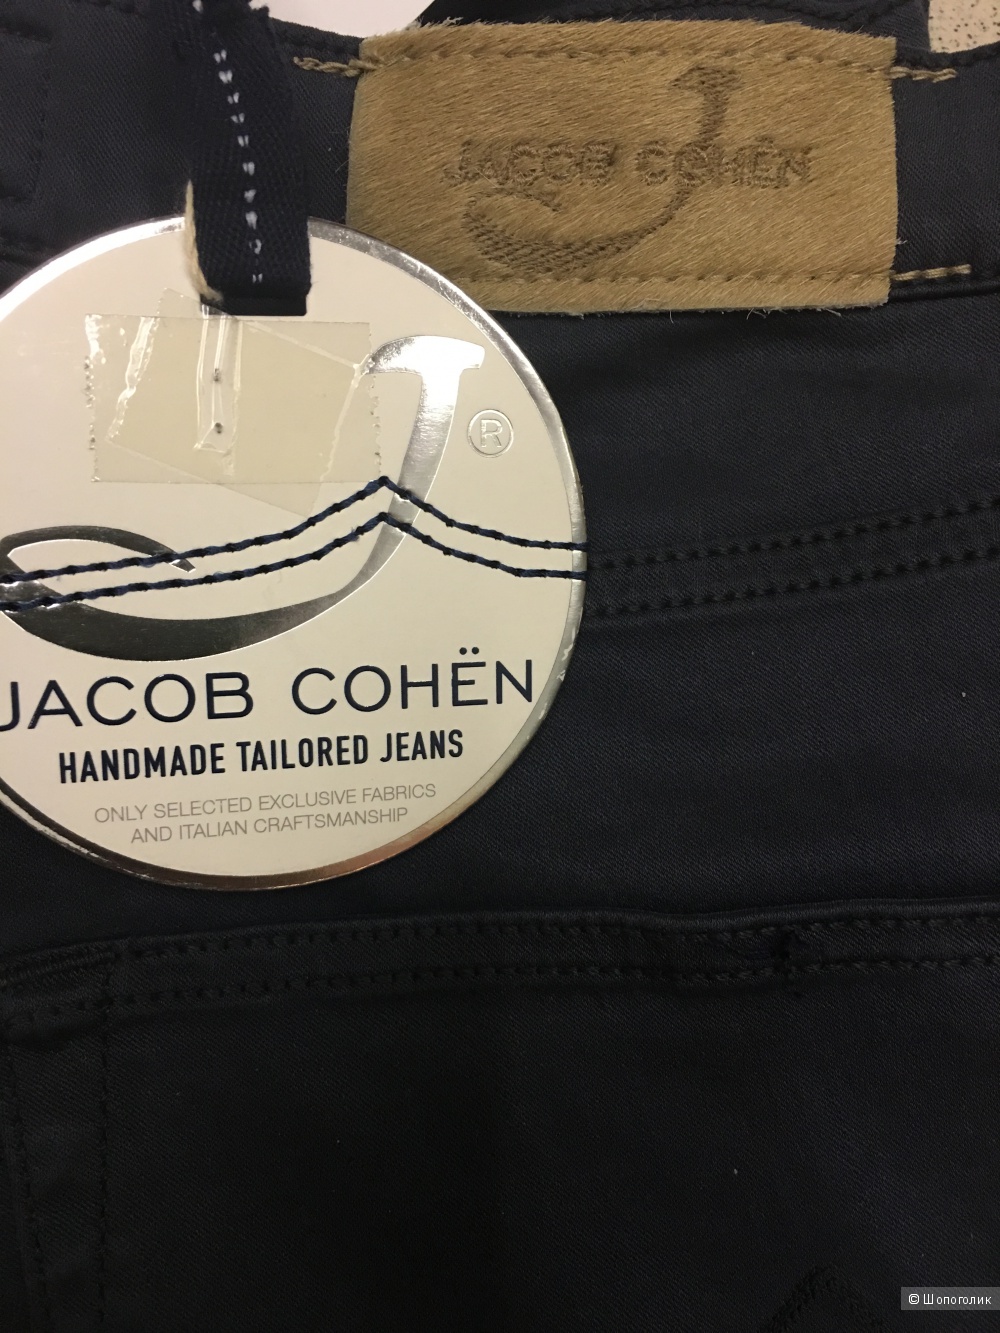 JACOB COHËN
®
JACOB COHËN
HANDMADE TAILORED JEANS
ONLY SELECTED EXCLUSIVE FABRICS
AND ITALIAN CRAFTSMANSHIP
© Шопоголик